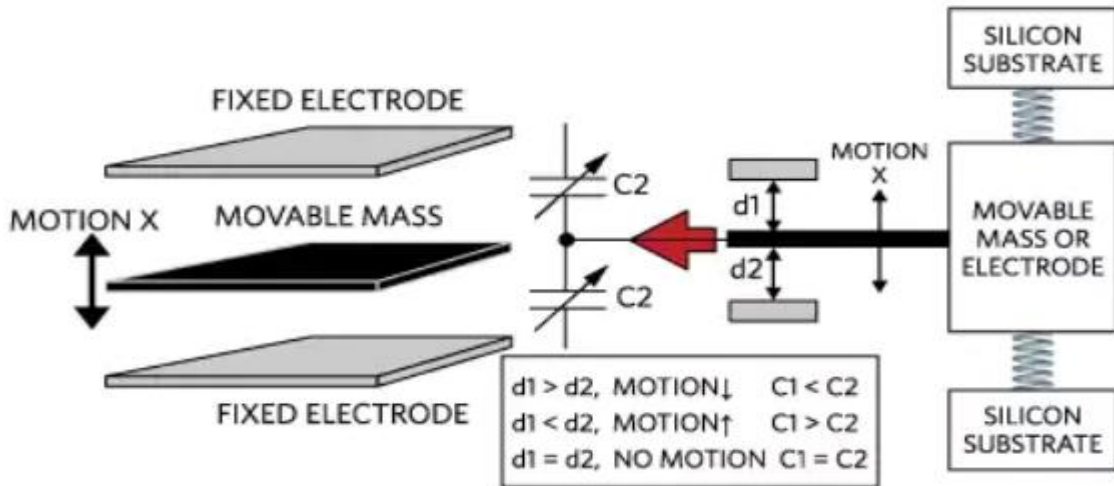 FIXED ELECTRODE
MOTION X
MOVABLE MASS
FIXED ELECTRODE
C2
C2
d1
d2
MOTION
X
SILICON
SUBSTRATE
MOVABLE
MASS OR
ELECTRODE
SILICON
SUBSTRATE
d1 > d2, MOTION↓ C1 < C2
d1 < d2, MOTION↑ C1 > C2
d1 = d2, NO MOTION C1 = C2